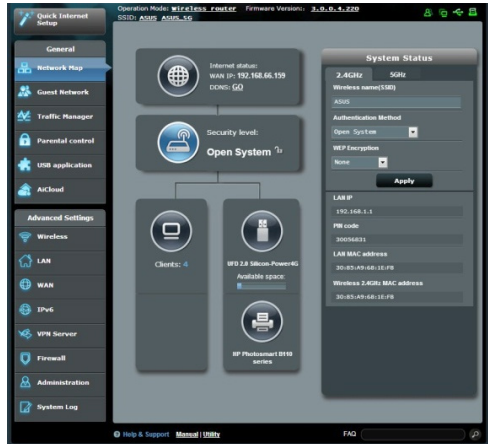 Quick Internet
Setup
Operation Mode: Wireless router Firmware Version: 3.0.0.4.220
SSID: ASUS ASUS_5G
General
Network Map
Guest Network
Traffic Manager
Parental control
USB application
AiCloud
Advanced Settings
Wireless
LAN
WAN
IPv6
VPN Server
Firewall
Administration
System Log
Internet status:
WAN IP: 192.168.66.159
DDNS: GO
Security level:
Open System
Clients: 4
UFD 2.0 Silicon-Power4G
Available space:
HP Photosmart B110
series
System Status
2.4GHz 5GHz
Wireless name(SSID)
ASUS
Authentication Method
Open System
WEP Encryption
None
Apply
LAN IP
192.168.1.1
PIN code
30056831
LAN MAC address
30:85:A9:68:1E:F8
Wireless 2.4GHz MAC address
30:85:A9:68:1E:F8
Help & Support Manual | Utility FAQ